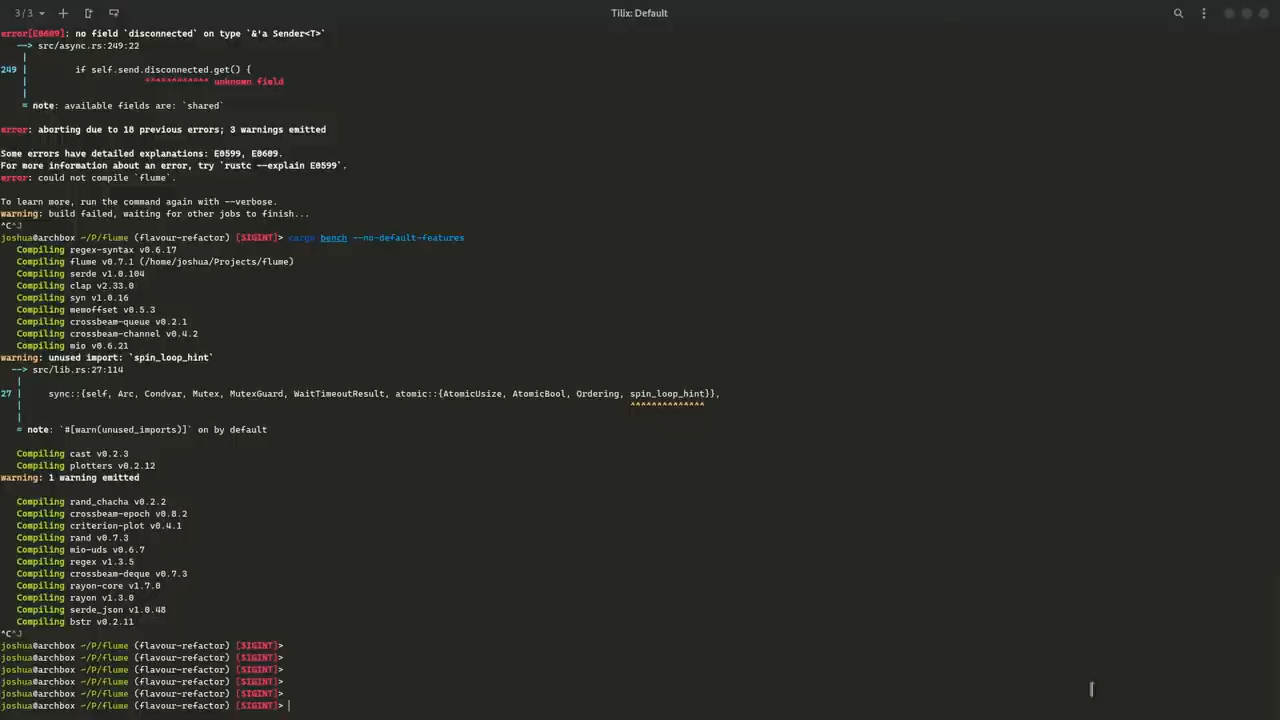 3 / 3
Tilix: Default
error[E0609]: no field `disconnected` on type `&'a Sender<T>`
--> src/async.rs:249:22
|
249 |         if self.send.disconnected.get() {
|                      ^^^^^^^^^^^^ unknown field
|
= note: available fields are: `shared`
error: aborting due to 18 previous errors; 3 warnings emitted
Some errors have detailed explanations: E0599, E0609.
For more information about an error, try `rustc --explain E0599`.
error: could not compile `flume`.
To learn more, run the command again with --verbose.
warning: build failed, waiting for other jobs to finish...
^C^J
joshua@archbox ~/P/flume (flavour-refactor) [SIGINT]> cargo bench --no-default-features
Compiling regex-syntax v0.6.17
Compiling flume v0.7.1 (/home/joshua/Projects/flume)
Compiling serde v1.0.104
Compiling clap v2.33.0
Compiling syn v1.0.16
Compiling memoffset v0.5.3
Compiling crossbeam-queue v0.2.1
Compiling crossbeam-channel v0.4.2
Compiling mio v0.6.21
warning: unused import: `spin_loop_hint`
--> src/lib.rs:27:114
|
27 |     sync::{self, Arc, Condvar, Mutex, MutexGuard, WaitTimeoutResult, atomic::{AtomicUsize, AtomicBool, Ordering, spin_loop_hint}},
|                                                                                                                  ^^^^^^^^^^^^^^
|
= note: `#[warn(unused_imports)]` on by default
Compiling cast v0.2.3
Compiling plotters v0.2.12
warning: 1 warning emitted
Compiling rand_chacha v0.2.2
Compiling crossbeam-epoch v0.8.2
Compiling criterion-plot v0.4.1
Compiling rand v0.7.3
Compiling mio-uds v0.6.7
Compiling regex v1.3.5
Compiling crossbeam-deque v0.7.3
Compiling rayon-core v1.7.0
Compiling rayon v1.3.0
Compiling serde_json v1.0.48
Compiling bstr v0.2.11
^C^J
joshua@archbox ~/P/flume (flavour-refactor) [SIGINT]>
joshua@archbox ~/P/flume (flavour-refactor) [SIGINT]>
joshua@archbox ~/P/flume (flavour-refactor) [SIGINT]>
joshua@archbox ~/P/flume (flavour-refactor) [SIGINT]>
joshua@archbox ~/P/flume (flavour-refactor) [SIGINT]>
joshua@archbox ~/P/flume (flavour-refactor) [SIGINT]>